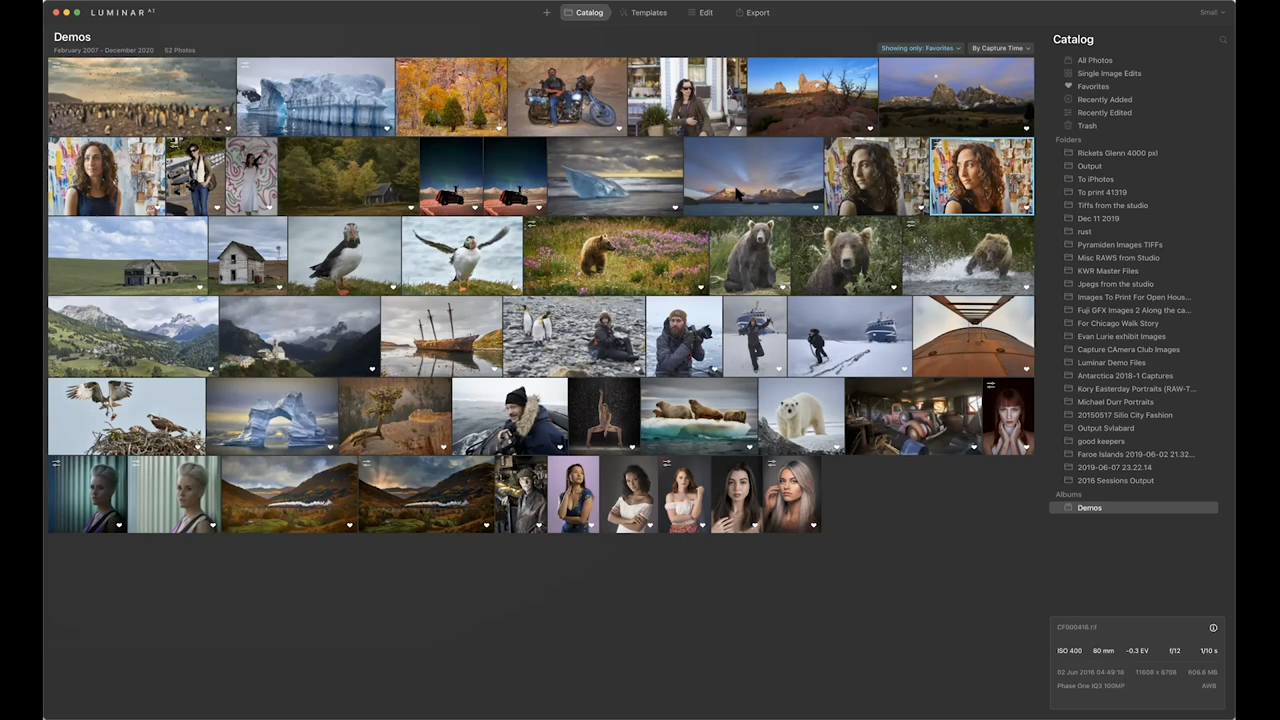 LUMINAR AI
Catalog
Templates
Edit
Export
Small
Demos
February 2007 - December 2020 52 Photos
Showing only: Favorites
By Capture Time
Catalog
All Photos
Single Image Edits
Favorites
Recently Added
Recently Edited
Trash
Folders
Rickets Glenn 4000 pxl
Output
To iPhotos
To print 41319
Tiffs from the studio
Dec 11 2019
rust
Pyramiden Images TIFFs
Misc RAWS from Studio
KWR Master Files
Jpegs from the studio
Images To Print For Open Hous...
Fuji GFX Images 2 Along the ca...
For Chicago Walk Story
Evan Lurie exhibit Images
Capture CAmera Club Images
Luminar Demo Files
Antarctica 2018-1 Captures
Kory Easterday Portraits (RAW-T...
Michael Durr Portraits
20150517 Silio City Fashion
Output Svlabard
good keepers
Faroe Islands 2019-06-02 21.32...
2019-06-07 23.22.14
2016 Sessions Output
Albums
Demos
CF000416.tif
ISO 400 80 mm -0.3 EV f/12 1/10 s
02 Jun 2016 04:49:18 11608 x 8708 606.6 MB
Phase One IQ3 100MP AWB